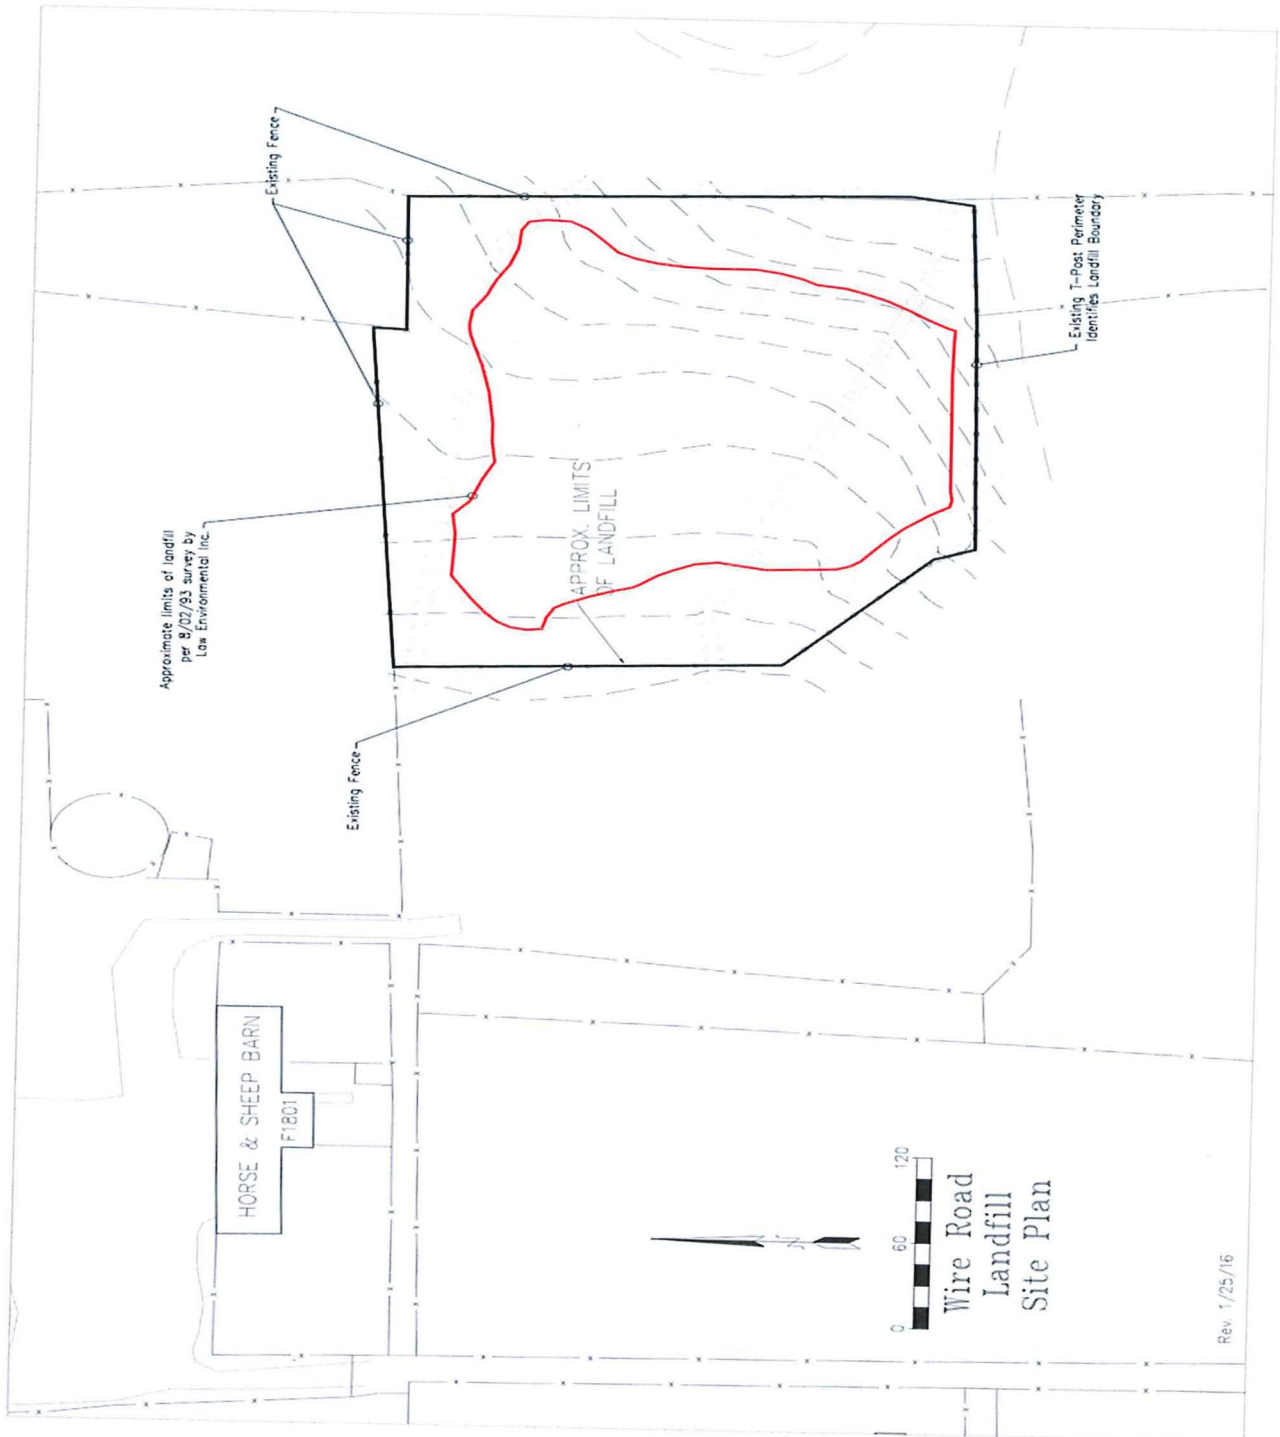 Existing Fence
Approximate limits of landfill
per 8/02/93 survey by
Law Environmental Inc.
Existing Fence
APPROX. LIMITS
OF LANDFILL
Existing T-Post Perimeter
Identifies Landfill Boundary
HORSE & SHEEP BARN
F1801
N
0 60 120
Wire Road
Landfill
Site Plan
Rev. 1/25/16